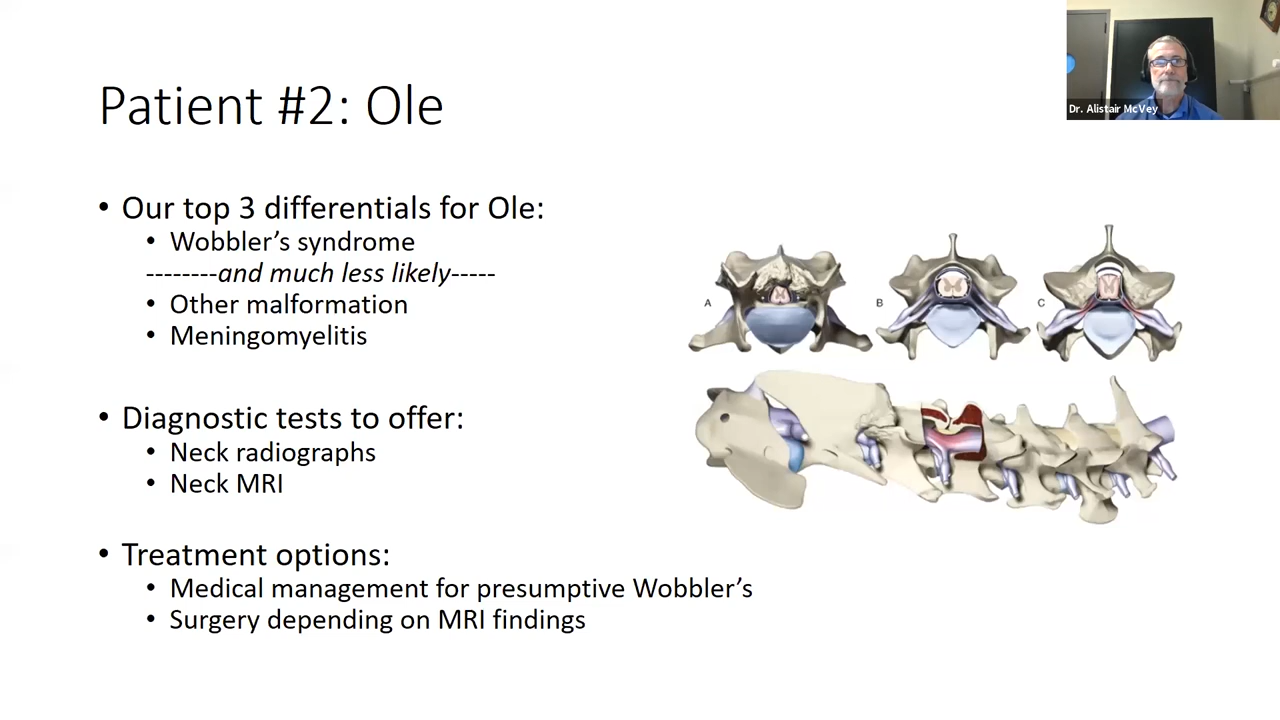 Patient #2: Ole
Dr. Alistair McVey
• Our top 3 differentials for Ole:
• Wobbler’s syndrome
--------and much less likely-----
• Other malformation
• Meningomyelitis
• Diagnostic tests to offer:
• Neck radiographs
• Neck MRI
• Treatment options:
• Medical management for presumptive Wobbler’s
• Surgery depending on MRI findings
A
B
C